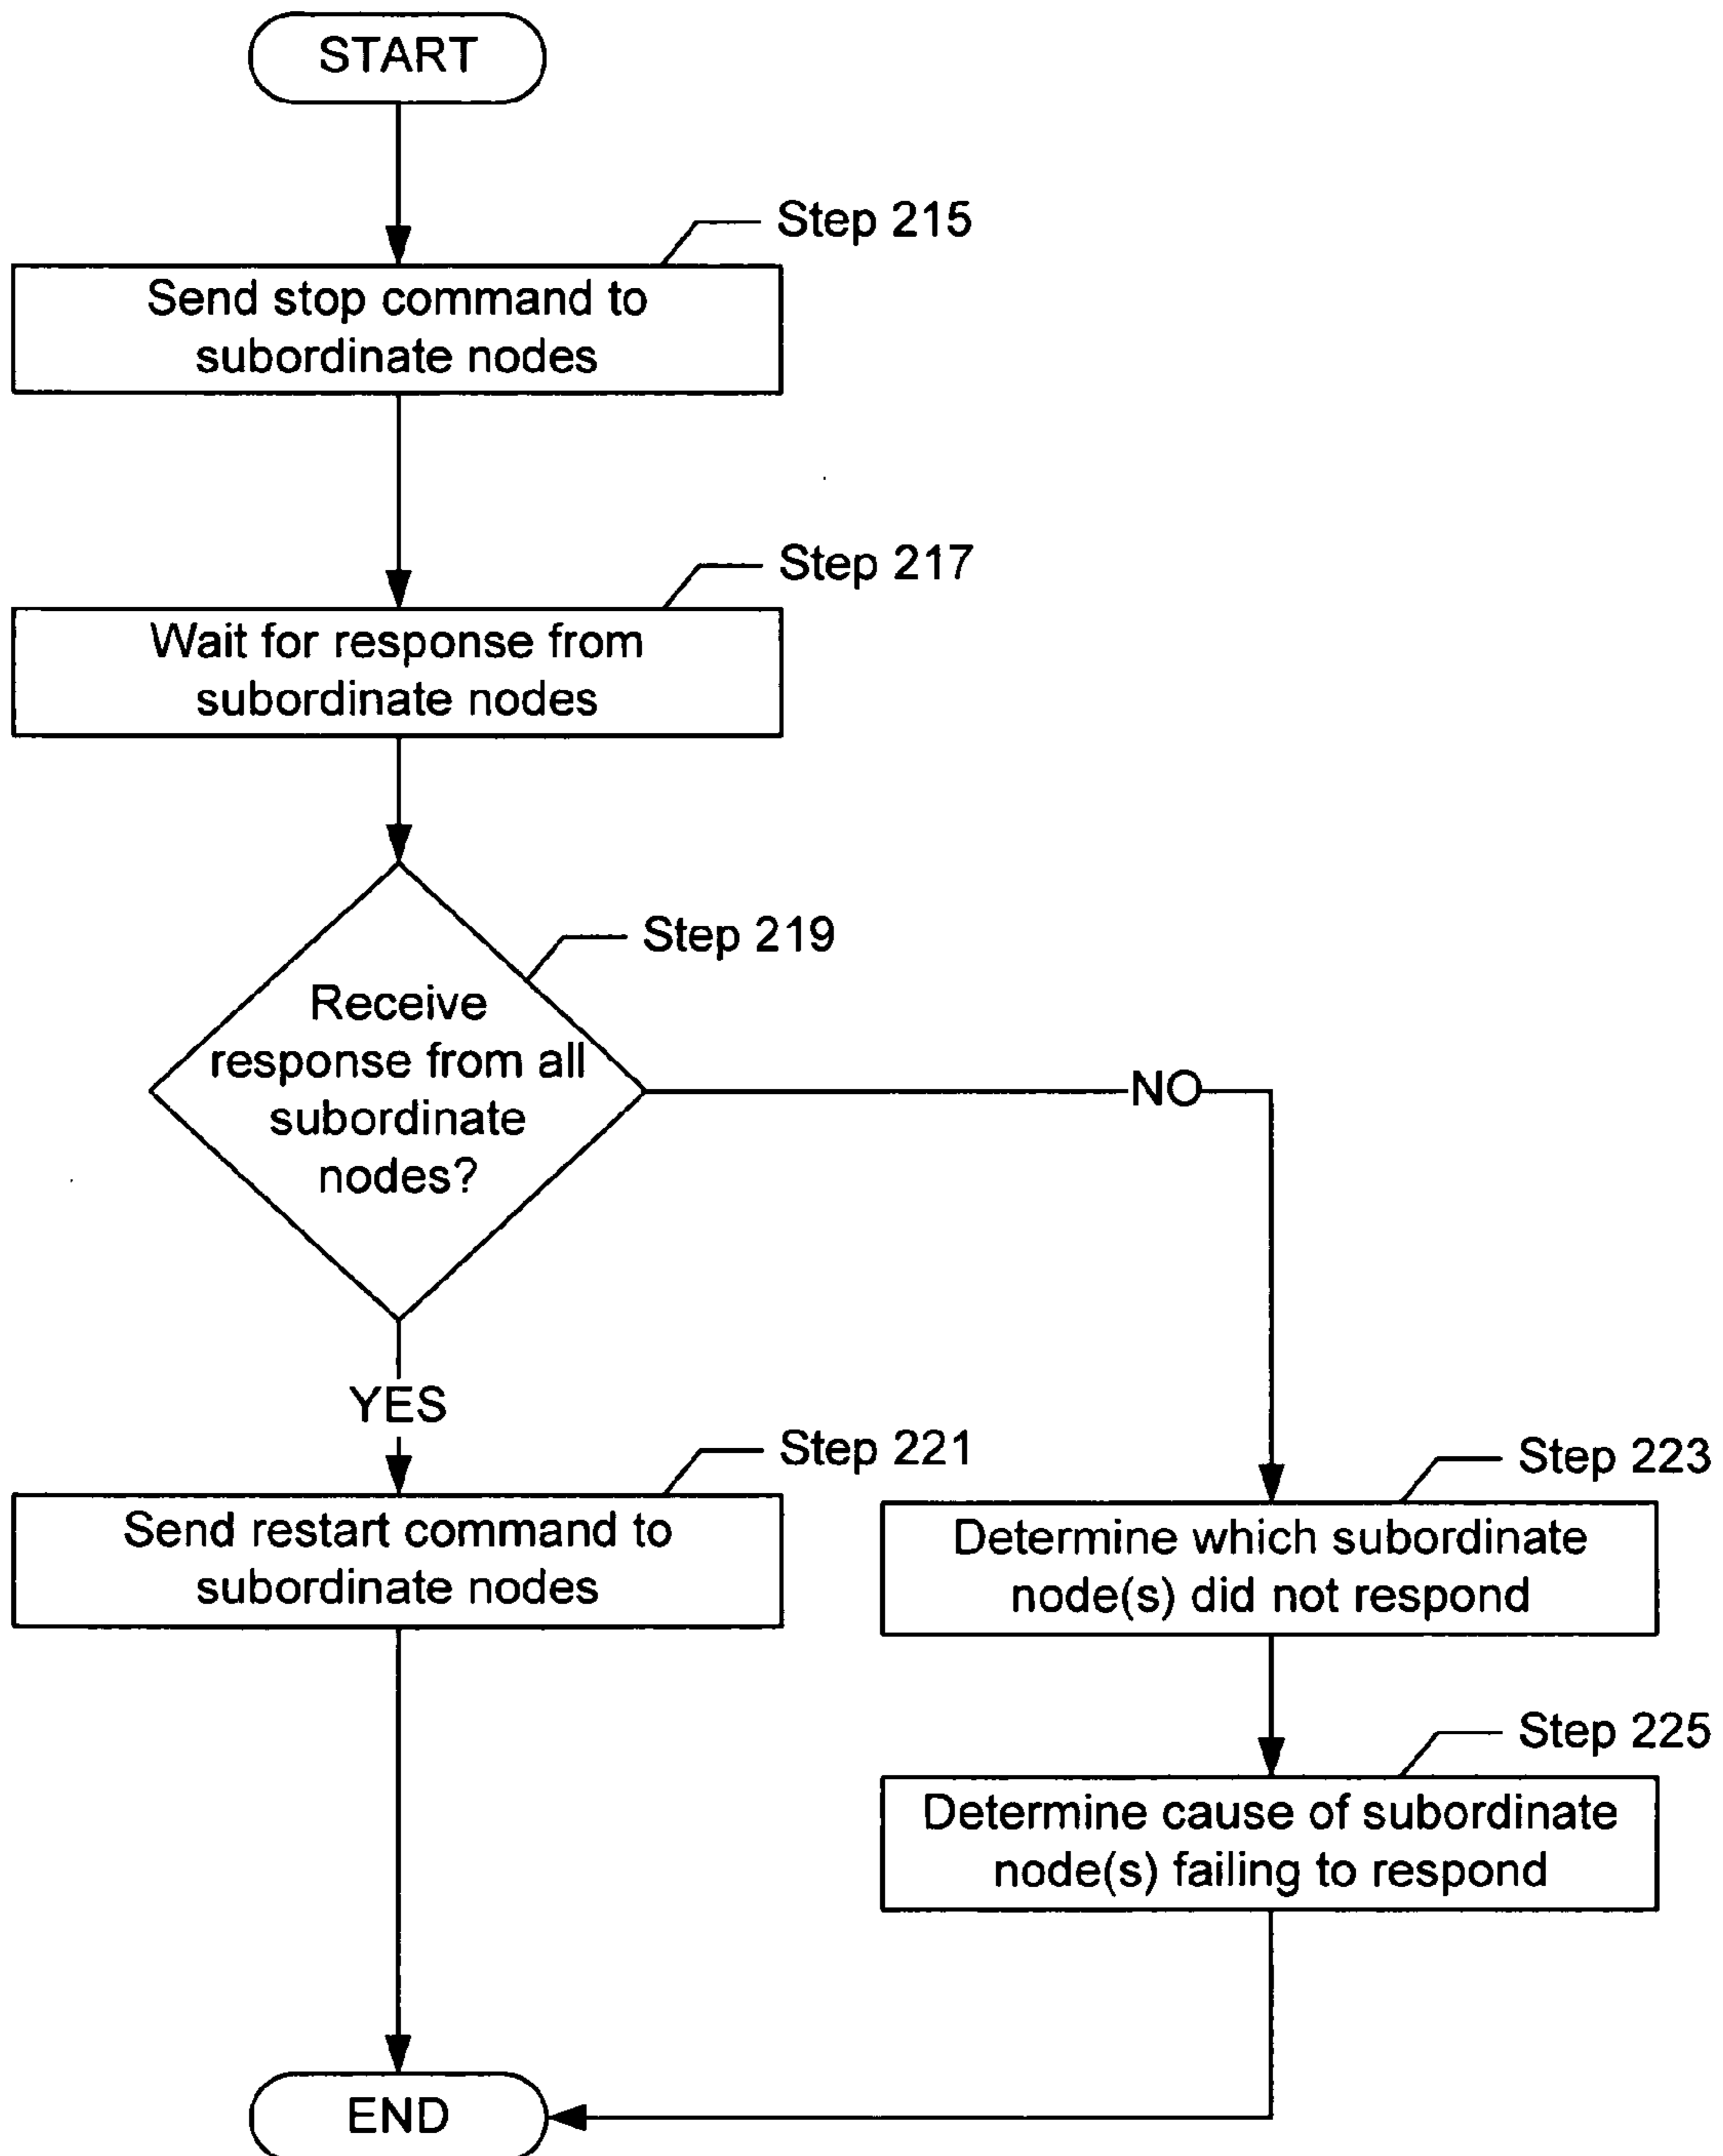 START
Step 215
Send stop command to
subordinate nodes
Step 217
Wait for response from
subordinate nodes
Step 219
Receive
response from all
subordinate
nodes?
NO
YES
Step 221
Send restart command to
subordinate nodes
Step 223
Determine which subordinate
node(s) did not respond
Step 225
Determine cause of subordinate
node(s) failing to respond
END